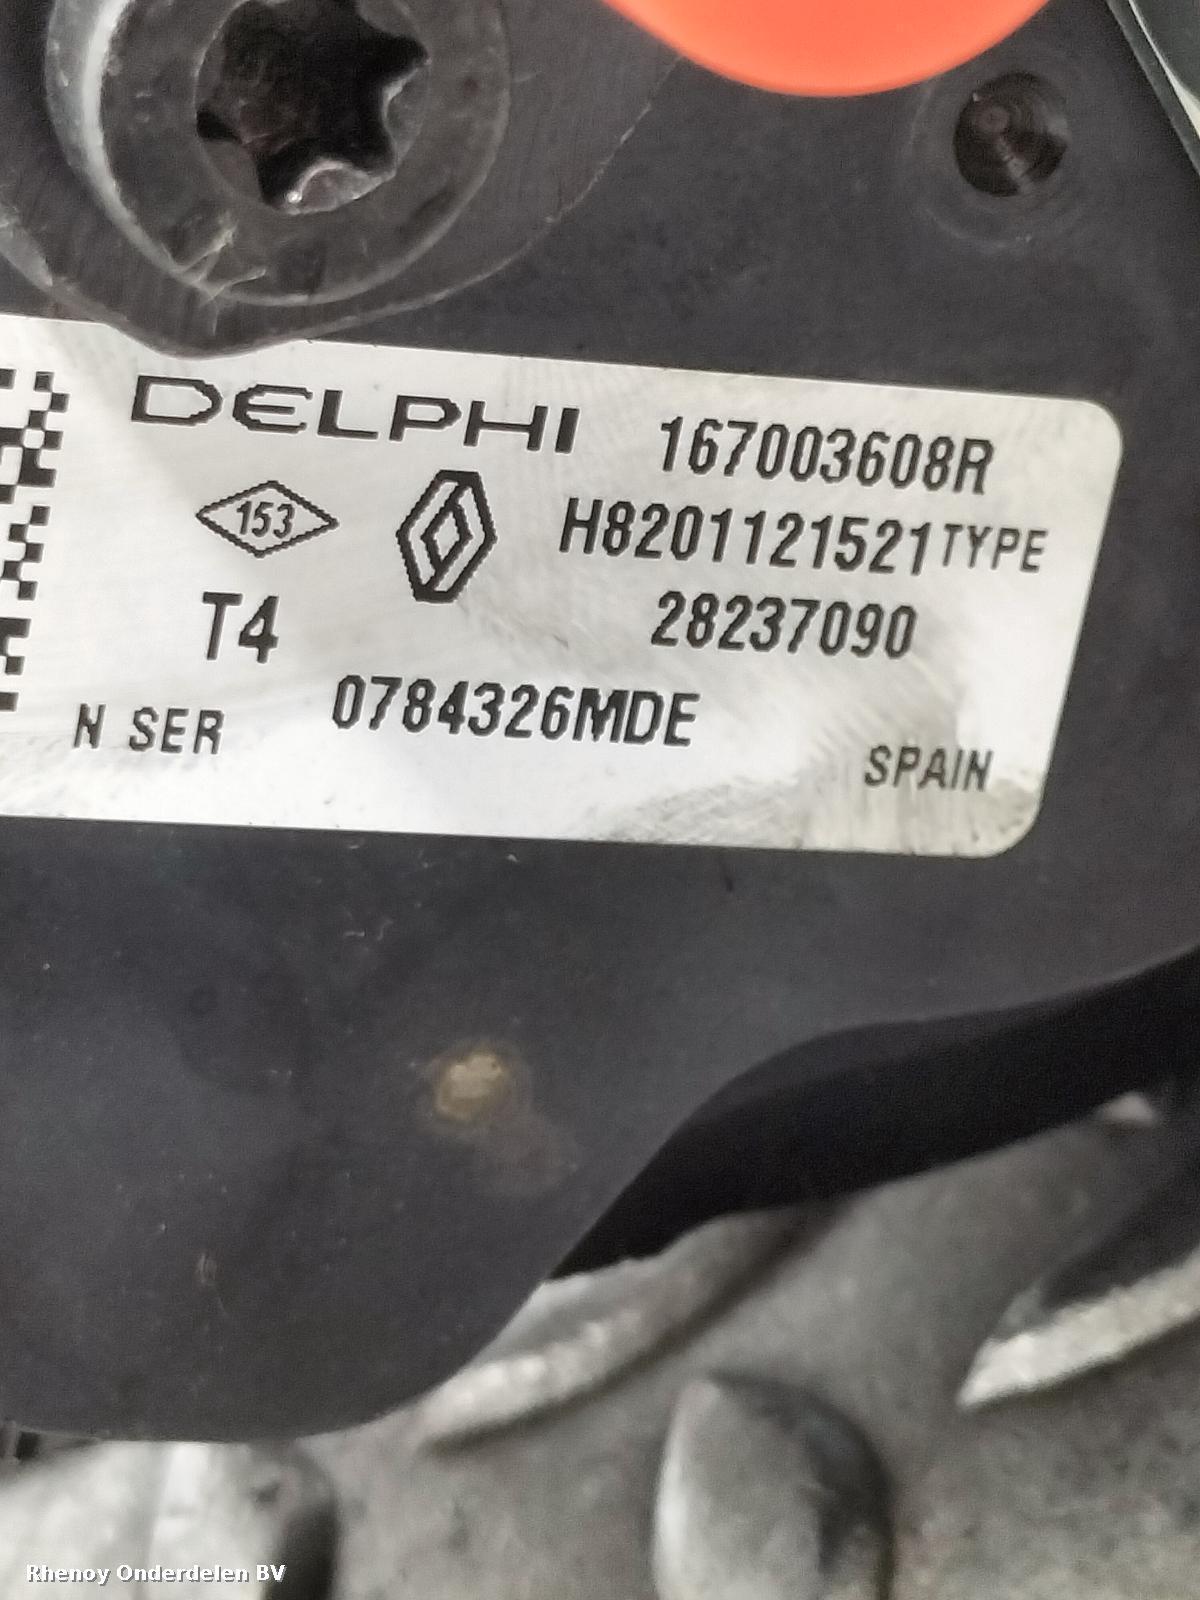 DELPHI 167003608R
153 H8201121521 TYPE
T4 28237090
N SER 0784326MDE
SPAIN
Rhenoy Onderdelen BV